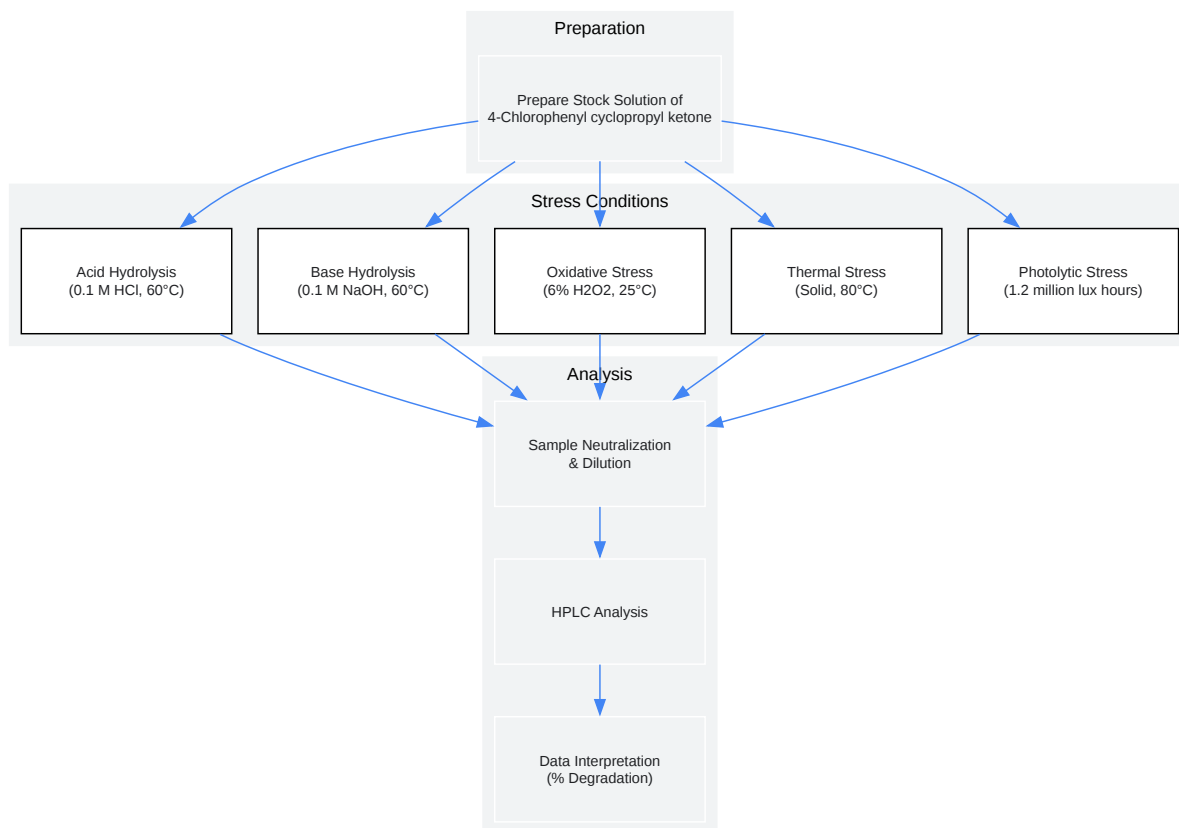 Preparation
Prepare Stock Solution of
4-Chlorophenyl cyclopropyl ketone
Stress Conditions
Acid Hydrolysis
(0.1 M HCl, 60°C)
Base Hydrolysis
(0.1 M NaOH, 60°C)
Oxidative Stress
(6% H2O2, 25°C)
Thermal Stress
(Solid, 80°C)
Photolytic Stress
(1.2 million lux hours)
Analysis
Sample Neutralization
& Dilution
HPLC Analysis
Data Interpretation
(% Degradation)